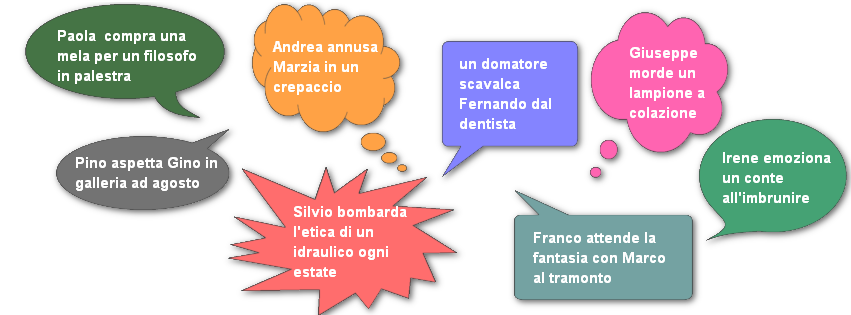 Paola  compra una
mela per un filosofo
in palestra
Andrea annusa
Marzia in un
crepaccio
un domatore
scavalca
Fernando dal
dentista
Giuseppe
morde un
lampione a
colazione
Pino aspetta Gino in
galleria ad agosto
Silvio bombarda
l'etica di un
idraulico ogni
estate
Franco attende la
fantasia con Marco
al tramonto
Irene emoziona
un conte
all'imbrunire